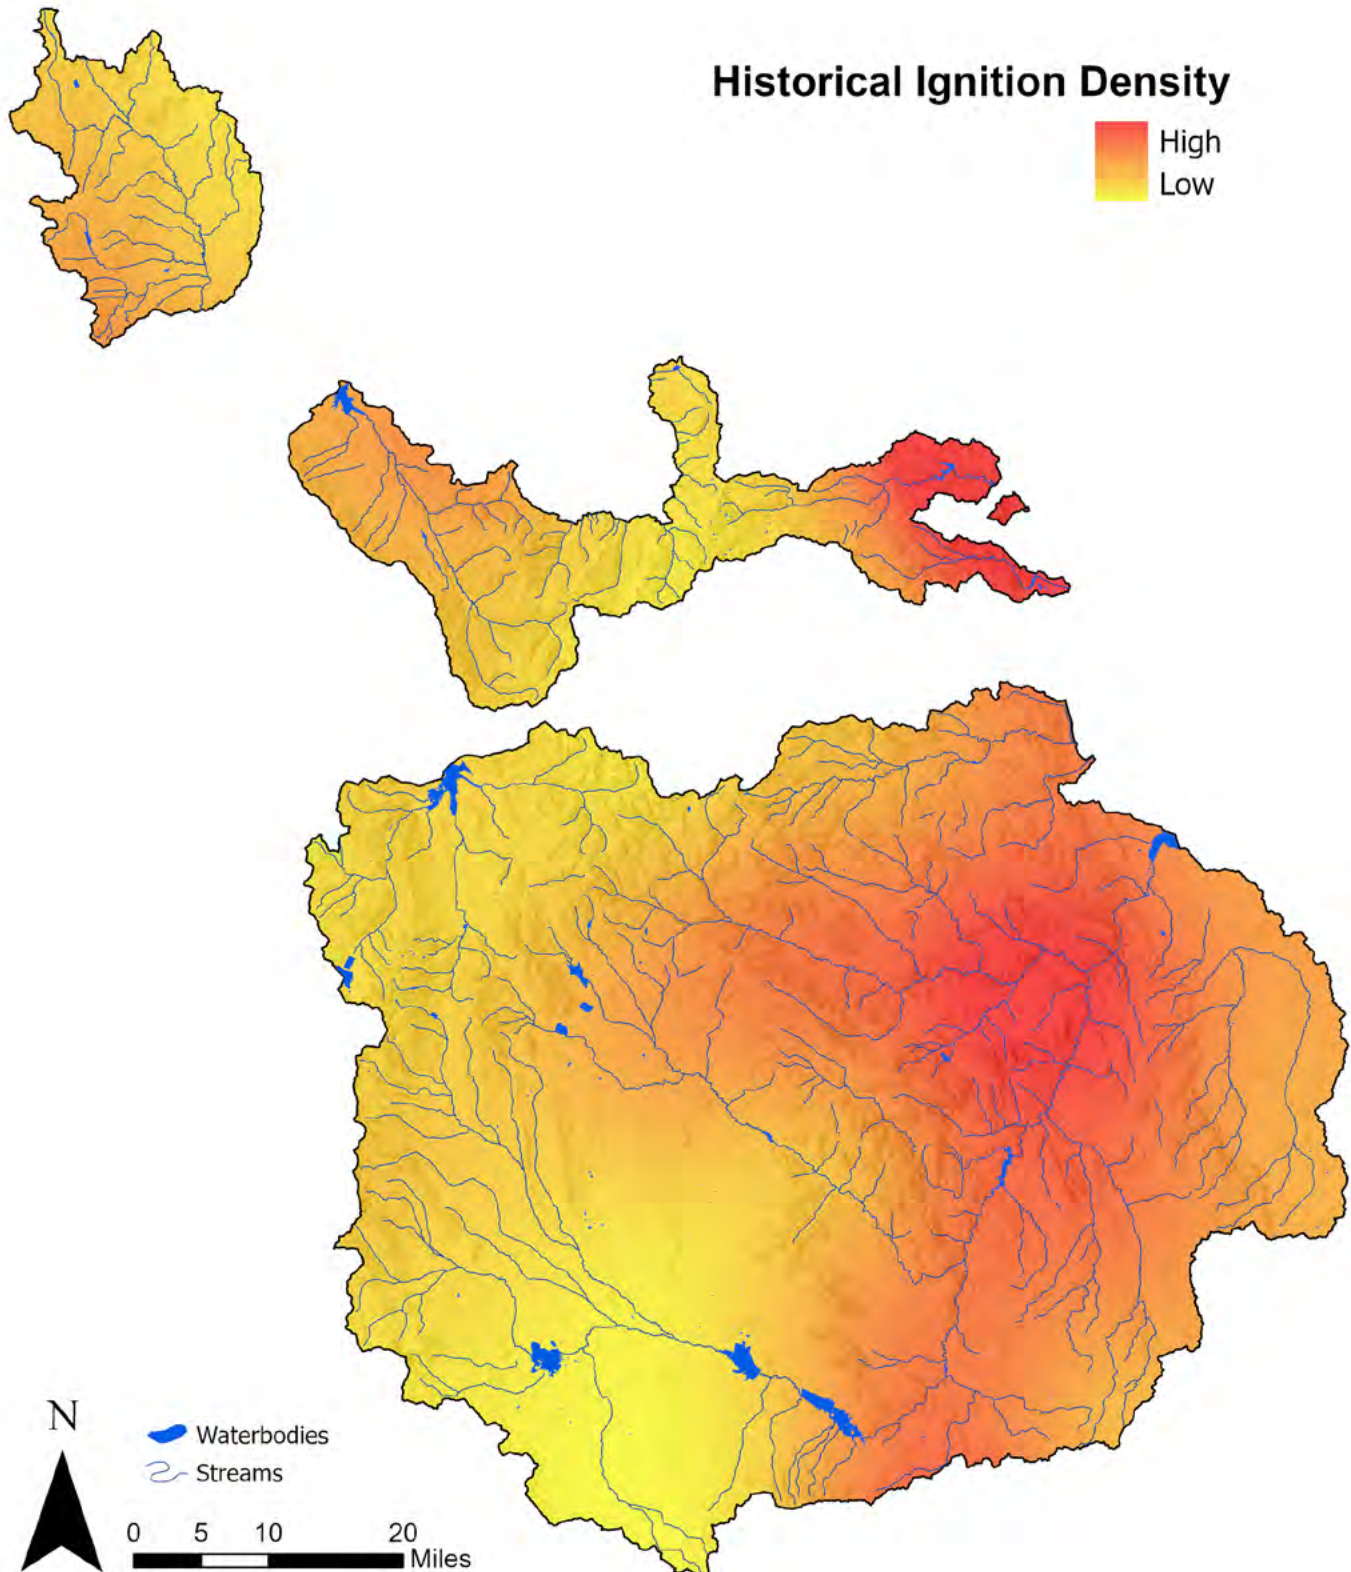 Historical Ignition Density
High
Low
N
Waterbodies
Streams
0 5 10 20
Miles